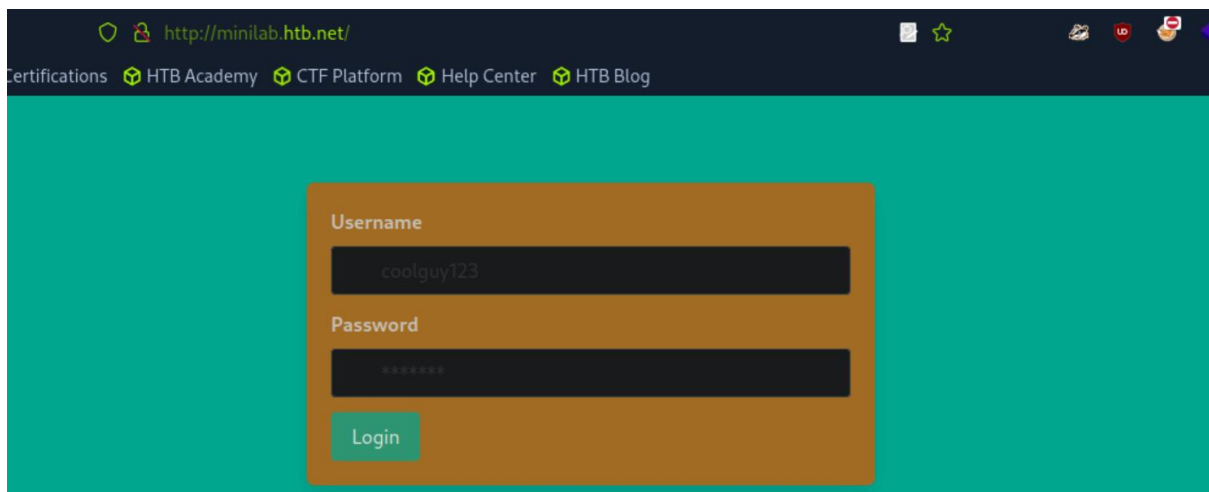 http://minilab.htb.net/
Certifications HTB Academy CTF Platform Help Center HTB Blog
Username
coolguy123
Password
*******
Login